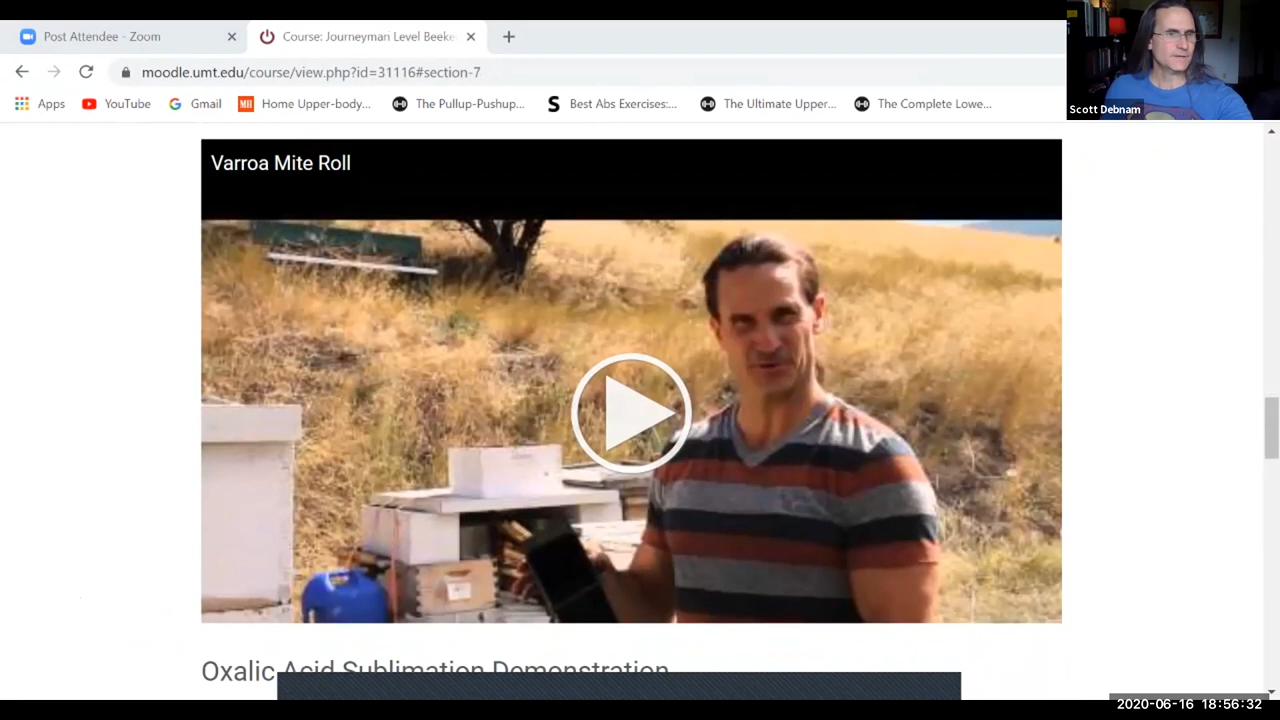 Post Attendee - Zoom
Course: Journeyman Level Beeke
moodle.umt.edu/course/view.php?id=31116#section-7
Apps
YouTube
Gmail
Home Upper-body...
The Pullup-Pushup...
Best Abs Exercises:...
The Ultimate Upper...
The Complete Lowe...
Scott Debnam
Varroa Mite Roll
Oxalic Acid Sublimation Demonstration
2020-06-16 18:56:32